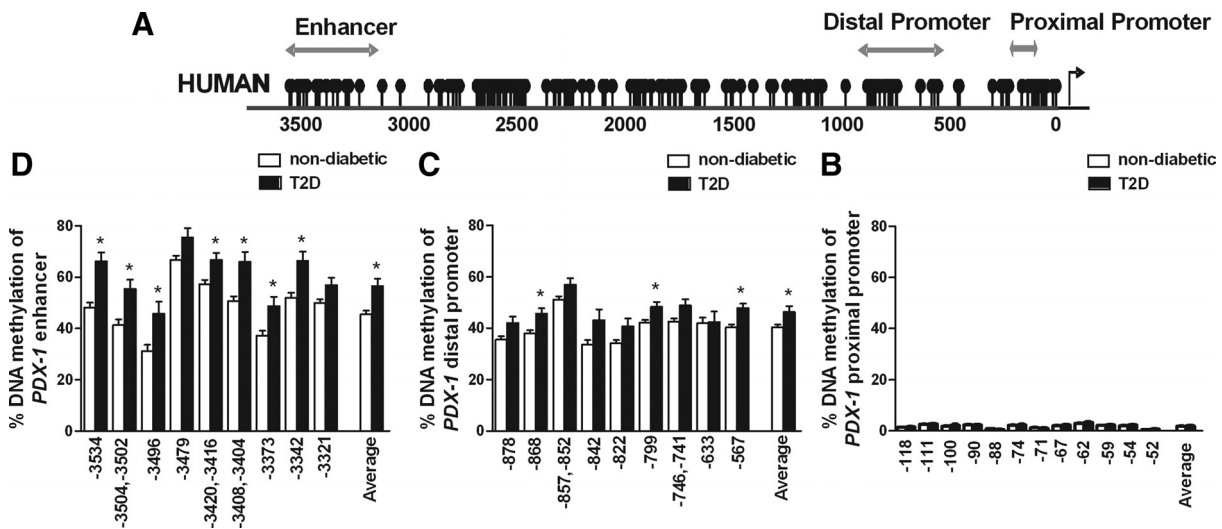 A
Enhancer
Distal Promoter
Proximal Promoter
HUMAN
3500
3000
2500
2000
1500
1000
500
0
D
non-diabetic
T2D
% DNA methylation of
PDX-1 enhancer
80
60
40
20
0
* * * * * * * *
-3534
-3504,-3502
-3496
-3479
-3420,-3416
-3408,-3404
-3373
-3342
-3321
Average
C
non-diabetic
T2D
% DNA methylation of
PDX-1 distal promoter
80
60
40
20
0
* * * *
-878
-868
-857,-852
-842
-822
-799
-746,-741
-633
-567
Average
B
non-diabetic
T2D
% DNA methylation of
PDX-1 proximal promoter
80
60
40
20
0
-118
-111
-100
-90
-88
-74
-71
-67
-62
-59
-54
-52
Average